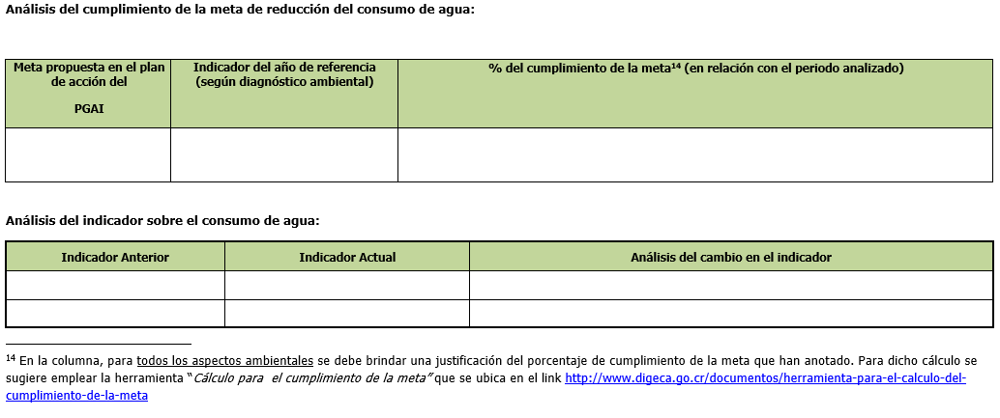 Análisis del cumplimiento de la meta de reducción del consumo de agua:
Meta propuesta en el plan
de acción del
PGAI
Indicador del año de referencia
(según diagnóstico ambiental)
% del cumplimiento de la meta14 (en relación con el periodo analizado)
Análisis del indicador sobre el consumo de agua:
Indicador Anterior
Indicador Actual
Análisis del cambio en el indicador
14 En la columna, para todos los aspectos ambientales se debe brindar una justificación del porcentaje de cumplimiento de la meta que han anotado. Para dicho cálculo se
sugiere emplear la herramienta “Cálculo para el cumplimiento de la meta” que se ubica en el link http://www.digeca.go.cr/documentos/herramienta-para-el-calculo-del-
cumplimiento-de-la-meta